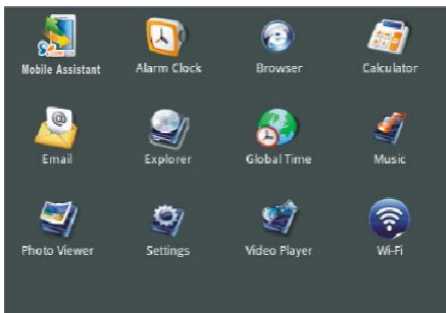 Mobile Assistant Alarm Clock Browser Calculator
@
Email Explorer Global Time Music
Photo Viewer Settings Video Player Wi-Fi